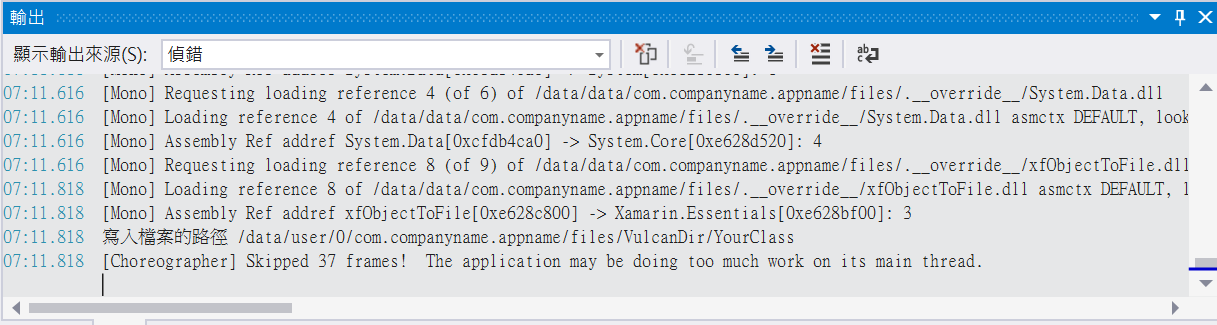 輸出
顯示輸出來源(S): 偵錯
07:11.616 [Mono] Requesting loading reference 4 (of 6) of /data/data/com.companyname.appname/files/.__override__/System.Data.dll
07:11.616 [Mono] Loading reference 4 of /data/data/com.companyname.appname/files/.__override__/System.Data.dll asmctx DEFAULT, look
07:11.616 [Mono] Assembly Ref addref System.Data[0xcfdb4ca0] -> System.Core[0xe628d520]: 4
07:11.616 [Mono] Requesting loading reference 8 (of 9) of /data/data/com.companyname.appname/files/.__override__/xfObjectToFile.dll
07:11.818 [Mono] Loading reference 8 of /data/data/com.companyname.appname/files/.__override__/xfObjectToFile.dll asmctx DEFAULT, l
07:11.818 [Mono] Assembly Ref addref xfObjectToFile[0xe628c800] -> Xamarin.Essentials[0xe628bf00]: 3
07:11.818 寫入檔案的路徑 /data/user/0/com.companyname.appname/files/VulcanDir/YourClass
07:11.818 [Choreographer] Skipped 37 frames!  The application may be doing too much work on its main thread.